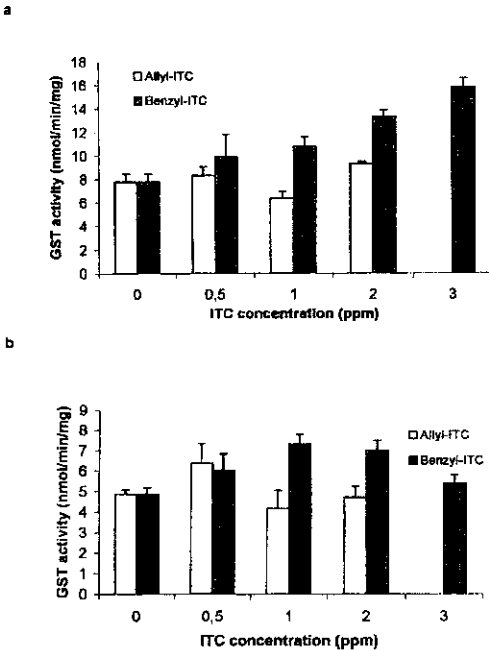 a
GST activity (nmol/min/mg)
18
16
14
12
10
8
6
4
2
0
Allyl-ITC
Benzyl-ITC
0 0,5 1 2 3
ITC concentration (ppm)
b
GST activity (nmol/min/mg)
9
8
7
6
5
4
3
2
1
0
Allyl-ITC
Benzyl-ITC
0 0,5 1 2 3
ITC concentration (ppm)